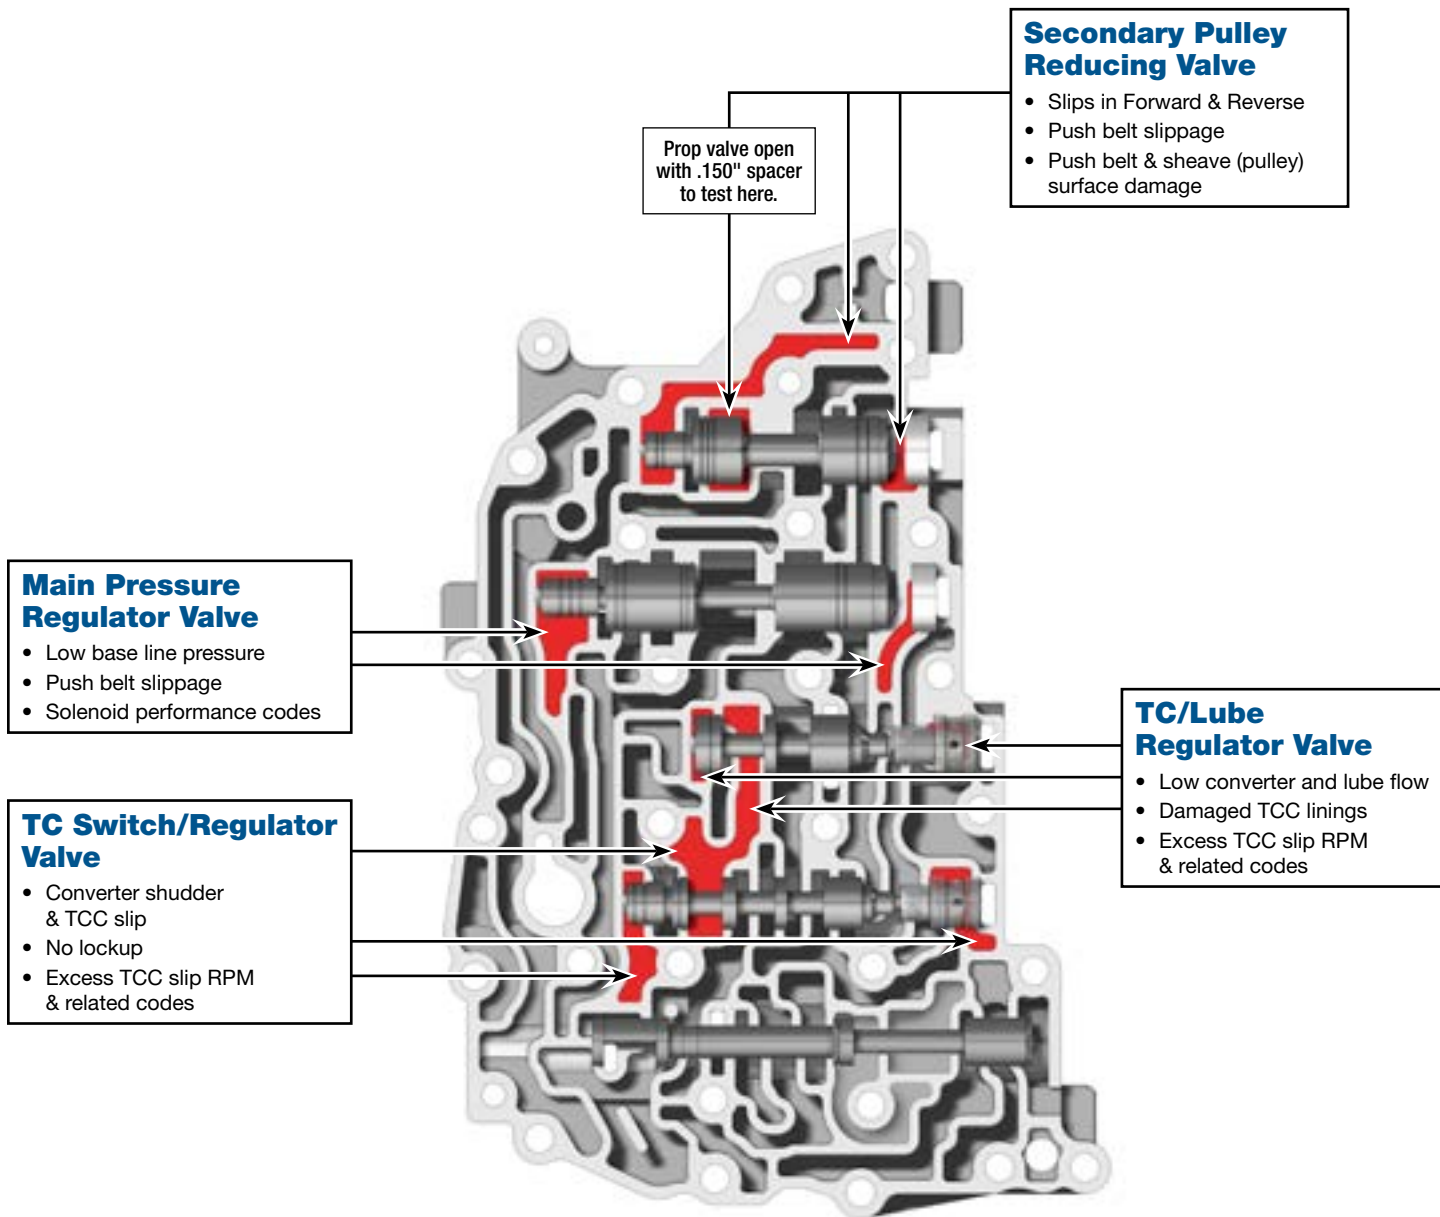 Secondary Pulley
Reducing Valve
• Slips in Forward & Reverse
• Push belt slippage
• Push belt & sheave (pulley)
surface damage
Prop valve open
with .150" spacer
to test here.
Main Pressure
Regulator Valve
• Low base line pressure
• Push belt slippage
• Solenoid performance codes
TC/Lube
Regulator Valve
• Low converter and lube flow
• Damaged TCC linings
• Excess TCC slip RPM
& related codes
TC Switch/Regulator
Valve
• Converter shudder
& TCC slip
• No lockup
• Excess TCC slip RPM
& related codes